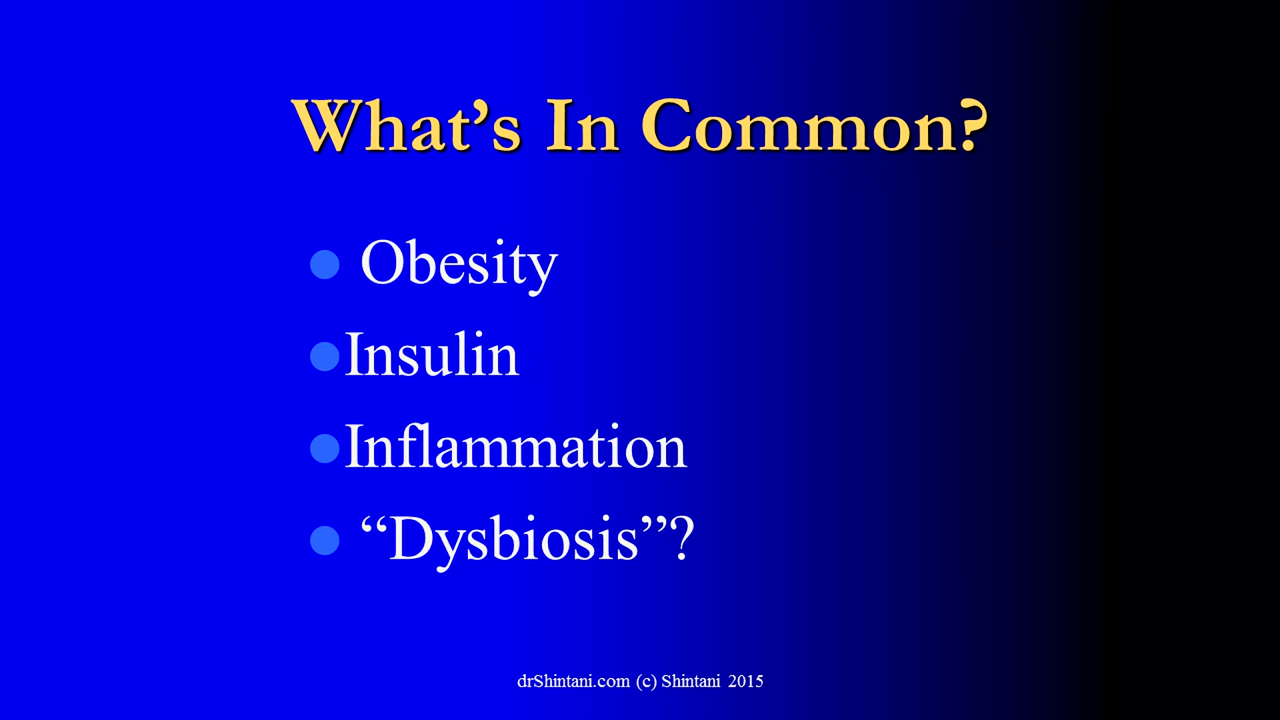 What’s In Common?
Obesity
Insulin
Inflammation
“Dysbiosis”?
drShintani.com (c) Shintani 2015